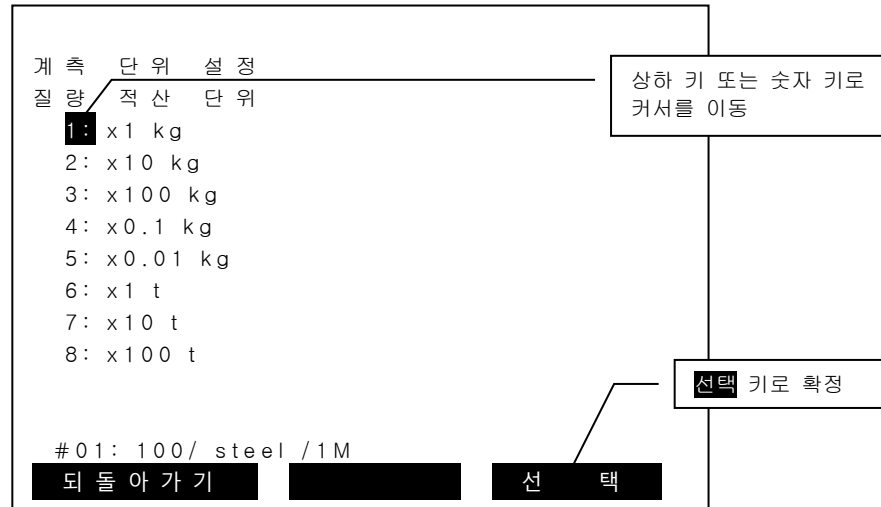 계측 단위 설정
상하 키 또는 숫자 키로
커서를 이동
질량 적산 단위
1: x1 kg
2: x10 kg
3: x100 kg
4: x0.1 kg
5: x0.01 kg
6: x1 t
7: x10 t
8: x100 t
선택 키로 확정
#01: 100/ steel /1M
되돌아가기 선 택